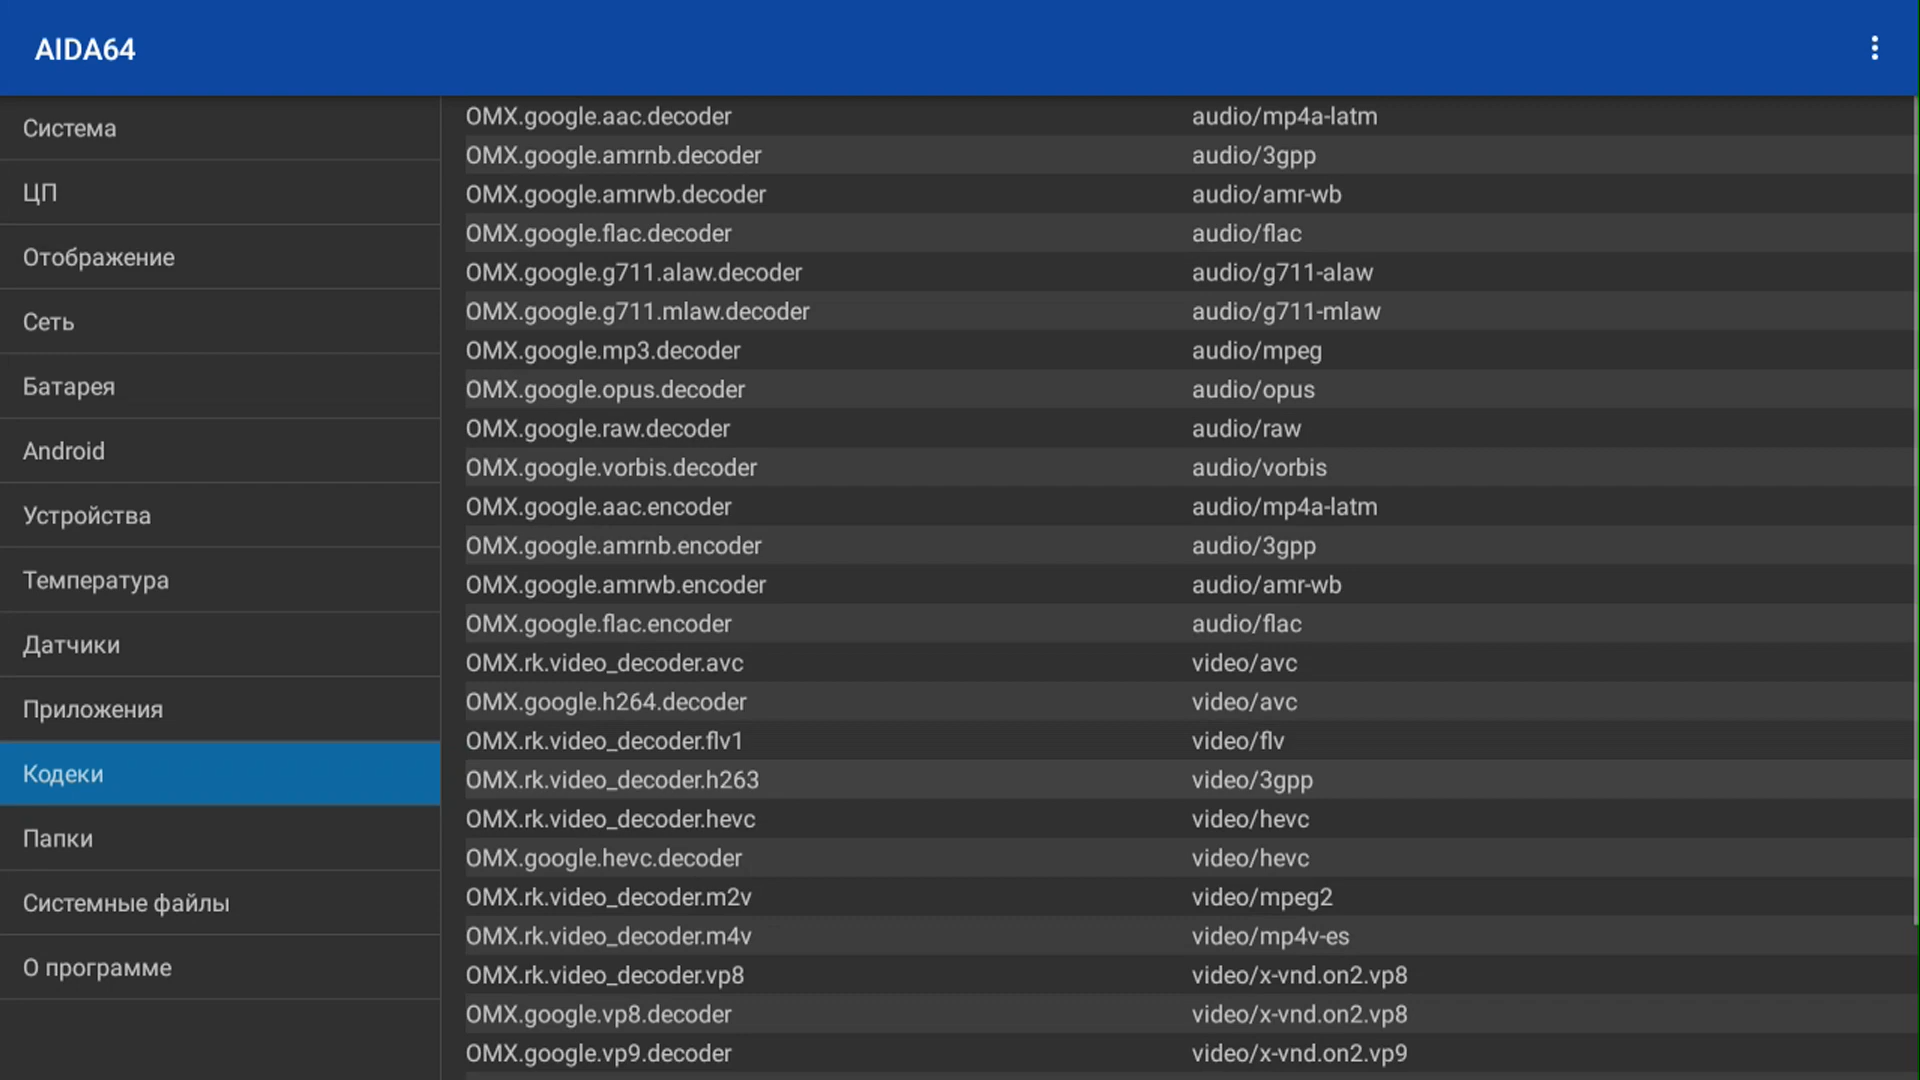 AIDA64
Система
ЦП
Отображение
Сеть
Батарея
Android
Устройства
Температура
Датчики
Приложения
Кодеки
Папки
Системные файлы
О программе
OMX.google.aac.decoder audio/mp4a-latm
OMX.google.amrnb.decoder audio/3gpp
OMX.google.amrwb.decoder audio/amr-wb
OMX.google.flac.decoder audio/flac
OMX.google.g711.alaw.decoder audio/g711-alaw
OMX.google.g711.mlaw.decoder audio/g711-mlaw
OMX.google.mp3.decoder audio/mpeg
OMX.google.opus.decoder audio/opus
OMX.google.raw.decoder audio/raw
OMX.google.vorbis.decoder audio/vorbis
OMX.google.aac.encoder audio/mp4a-latm
OMX.google.amrnb.encoder audio/3gpp
OMX.google.amrwb.encoder audio/amr-wb
OMX.google.flac.encoder audio/flac
OMX.rk.video_decoder.avc video/avc
OMX.google.h264.decoder video/avc
OMX.rk.video_decoder.flv1 video/flv
OMX.rk.video_decoder.h263 video/3gpp
OMX.rk.video_decoder.hevc video/hevc
OMX.google.hevc.decoder video/hevc
OMX.rk.video_decoder.m2v video/mpeg2
OMX.rk.video_decoder.m4v video/mp4v-es
OMX.rk.video_decoder.vp8 video/x-vnd.on2.vp8
OMX.google.vp8.decoder video/x-vnd.on2.vp8
OMX.google.vp9.decoder video/x-vnd.on2.vp9